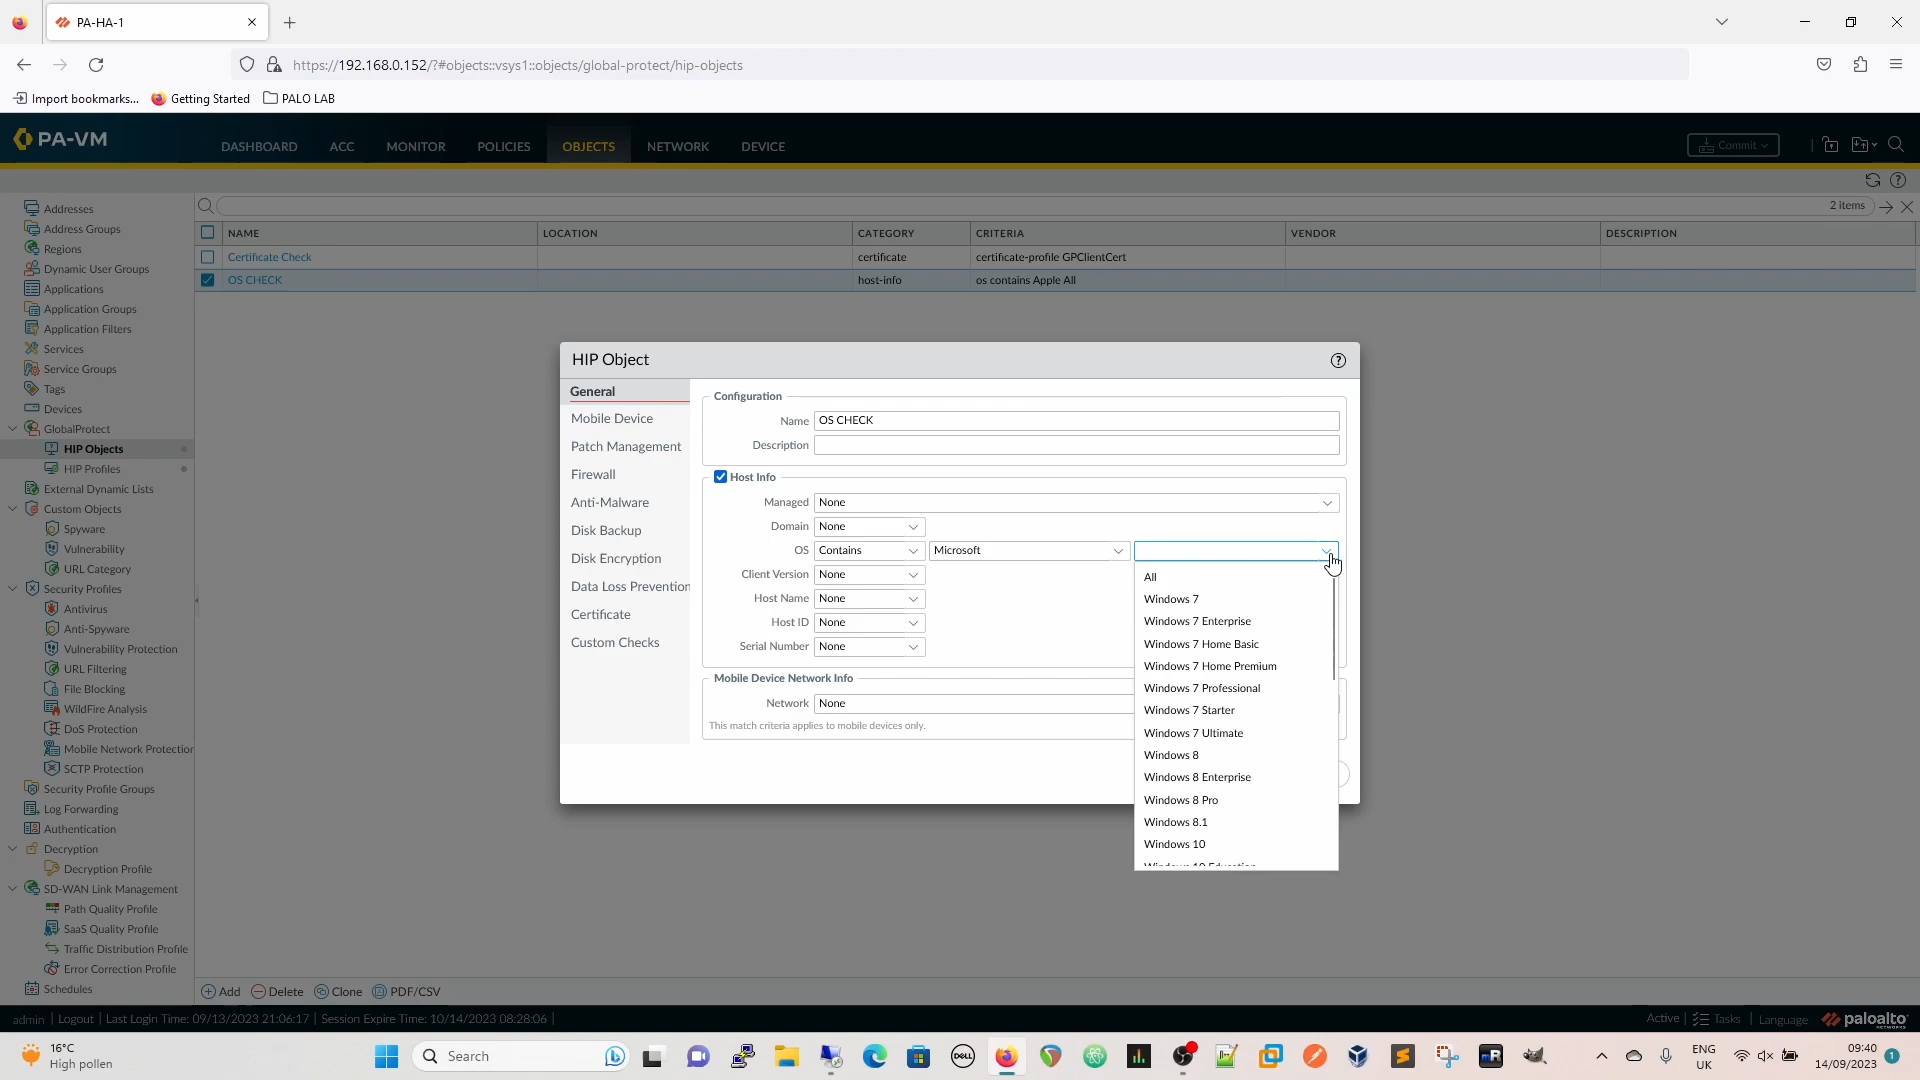 PA-HA-1
https://192.168.0.152/?#objects::vsys1::objects/global-protect/hip-objects
Import bookmarks... Getting Started PALO LAB
PA-VM
DASHBOARD ACC MONITOR POLICIES OBJECTS NETWORK DEVICE
Commit
2 items
NAME LOCATION CATEGORY CRITERIA VENDOR DESCRIPTION
Certificate Check certificate certificate-profile GPClientCert
OS CHECK host-info os contains Apple All
Addresses
Address Groups
Regions
Dynamic User Groups
Applications
Application Groups
Application Filters
Services
Service Groups
Tags
Devices
GlobalProtect
HIP Objects
HIP Profiles
External Dynamic Lists
Custom Objects
Spyware
Vulnerability
URL Category
Security Profiles
Antivirus
Anti-Spyware
Vulnerability Protection
URL Filtering
File Blocking
WildFire Analysis
DoS Protection
Mobile Network Protection
SCTP Protection
Security Profile Groups
Log Forwarding
Authentication
Decryption
Decryption Profile
SD-WAN Link Management
Path Quality Profile
SaaS Quality Profile
Traffic Distribution Profile
Error Correction Profile
Schedules
HIP Object
General
Mobile Device
Patch Management
Firewall
Anti-Malware
Disk Backup
Disk Encryption
Data Loss Prevention
Certificate
Custom Checks
Configuration
Name OS CHECK
Description
Host Info
Managed None
Domain None
OS Contains Microsoft
Client Version None
Host Name None
Host ID None
Serial Number None
Mobile Device Network Info
Network None
This match criteria applies to mobile devices only.
All
Windows 7
Windows 7 Enterprise
Windows 7 Home Basic
Windows 7 Home Premium
Windows 7 Professional
Windows 7 Starter
Windows 7 Ultimate
Windows 8
Windows 8 Enterprise
Windows 8 Pro
Windows 8.1
Windows 10
Windows 10 Education
Add Delete Clone PDF/CSV
admin | Logout | Last Login Time: 09/13/2023 21:06:17 | Session Expire Time: 10/14/2023 08:28:06 |
Active | Tasks | Language paloalto NETWORKS
16°C
High pollen
Search
DELL
mR
ENG
UK
09:40
14/09/2023
1